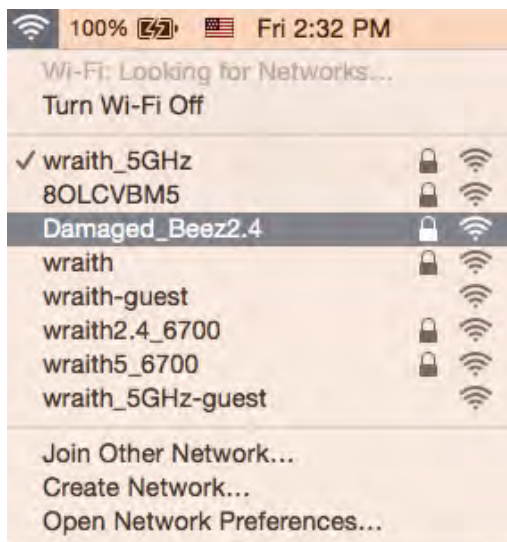 100% Fri 2:32 PM
Wi-Fi: Looking for Networks...
Turn Wi-Fi Off
wraith_5GHz
8OLCVBM5
Damaged_Beez2.4
wraith
wraith-guest
wraith2.4_6700
wraith5_6700
wraith_5GHz-guest
Join Other Network...
Create Network...
Open Network Preferences...